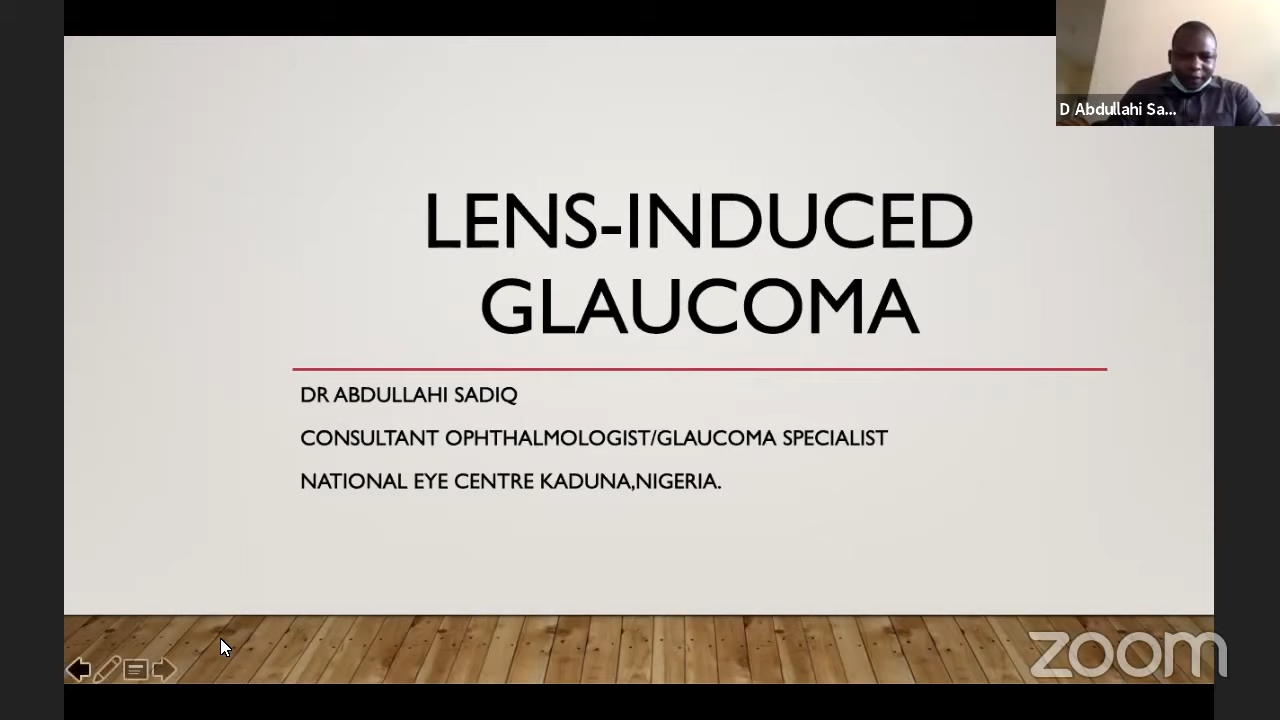 D Abdullahi Sa...
LENS-INDUCED
GLAUCOMA
DR ABDULLAHI SADIQ
CONSULTANT OPHTHALMOLOGIST/GLAUCOMA SPECIALIST
NATIONAL EYE CENTRE KADUNA,NIGERIA.
zoom